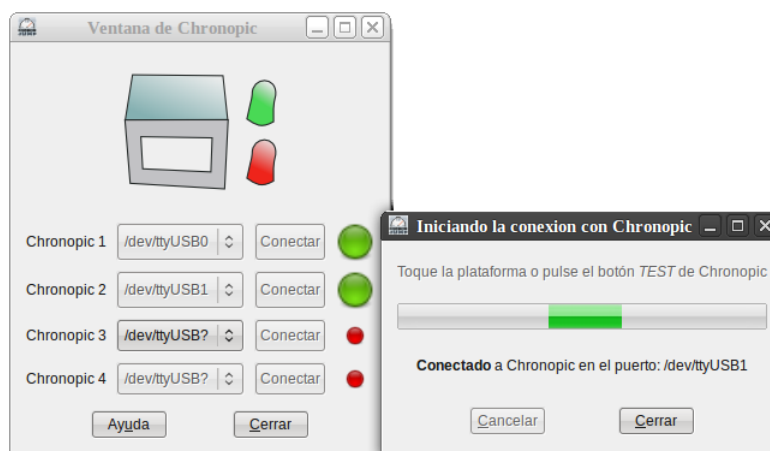 Ventana de Chronopic
Chronopic 1 /dev/ttyUSB0 Conectar
Chronopic 2 /dev/ttyUSB1 Conectar
Chronopic 3 /dev/ttyUSB? Conectar
Chronopic 4 /dev/ttyUSB? Conectar
Ayuda Cerrar
Iniciando la conexion con Chronopic
Toque la plataforma o pulse el botón TEST de Chronopic
Conectado a Chronopic en el puerto: /dev/ttyUSB1
Cancelar Cerrar